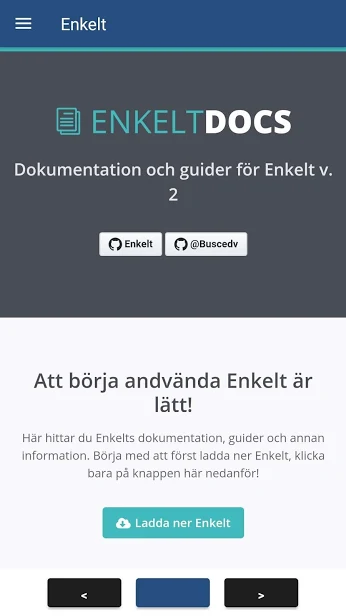 Enkelt
ENKELTDOCS
Dokumentation och guider för Enkelt v.
2
Enkelt @Buscedv
Att börja andvända Enkelt är
lätt!
Här hittar du Enkelts dokumentation, guider och annan
information. Börja med att först ladda ner Enkelt, klicka
bara på knappen här nedanför!
Ladda ner Enkelt
< >